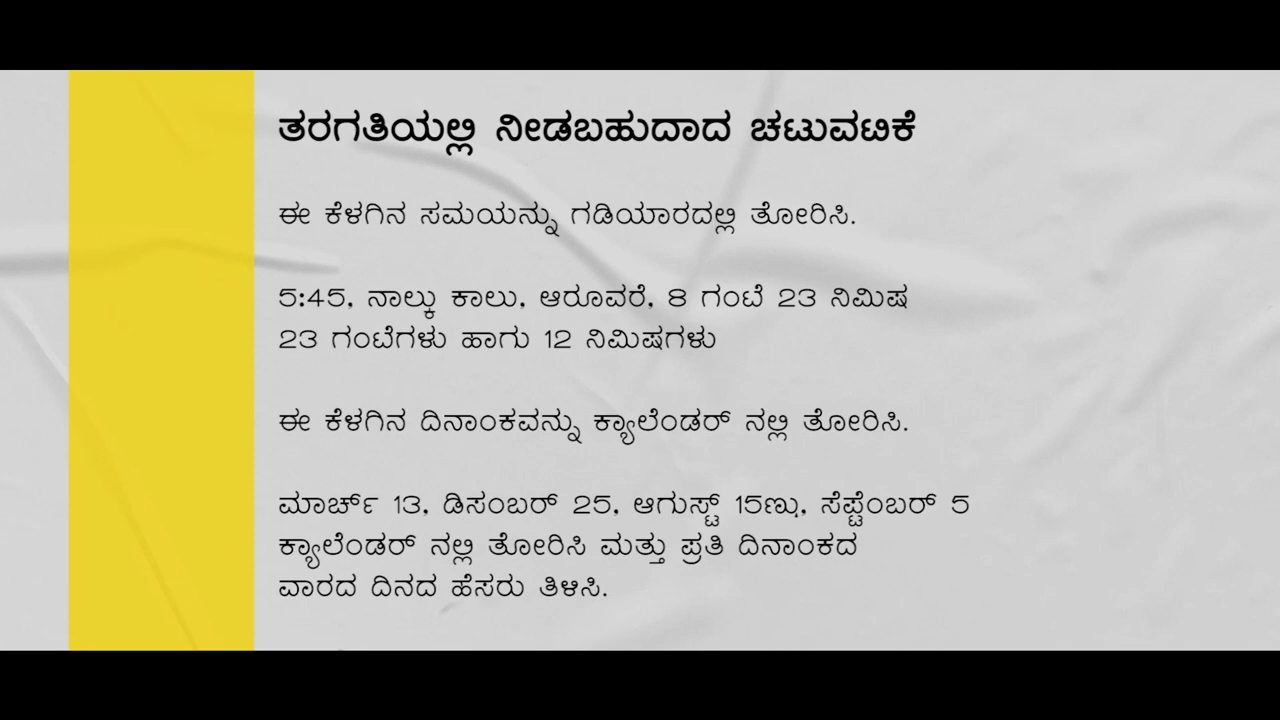 ತರಗತಿಯಲ್ಲಿ ನೀಡಬಹುದಾದ ಚಟುವಟಿಕೆ
ಈ ಕೆಳಗಿನ ಸಮಯನ್ನು ಗಡಿಯಾರದಲ್ಲಿ ತೋರಿಸಿ.
5:45, ನಾಲ್ಕು ಕಾಲು, ಆರೂವರೆ, 8 ಗಂಟೆ 23 ನಿಮಿಷ
23 ಗಂಟೆಗಳು ಹಾಗು 12 ನಿಮಿಷಗಳು
ಈ ಕೆಳಗಿನ ದಿನಾಂಕವನ್ನು ಕ್ಯಾಲೆಂಡರ್ ನಲ್ಲಿ ತೋರಿಸಿ.
ಮಾರ್ಚ್ 13, ಡಿಸಂಬರ್ 25, ಆಗುಸ್ಟ್ 15ಣು, ಸೆಪ್ಟೆಂಬರ್ 5
ಕ್ಯಾಲೆಂಡರ್ ನಲ್ಲಿ ತೋರಿಸಿ ಮತ್ತು ಪ್ರತಿ ದಿನಾಂಕದ
ವಾರದ ದಿನದ ಹೆಸರು ತಿಳಿಸಿ.